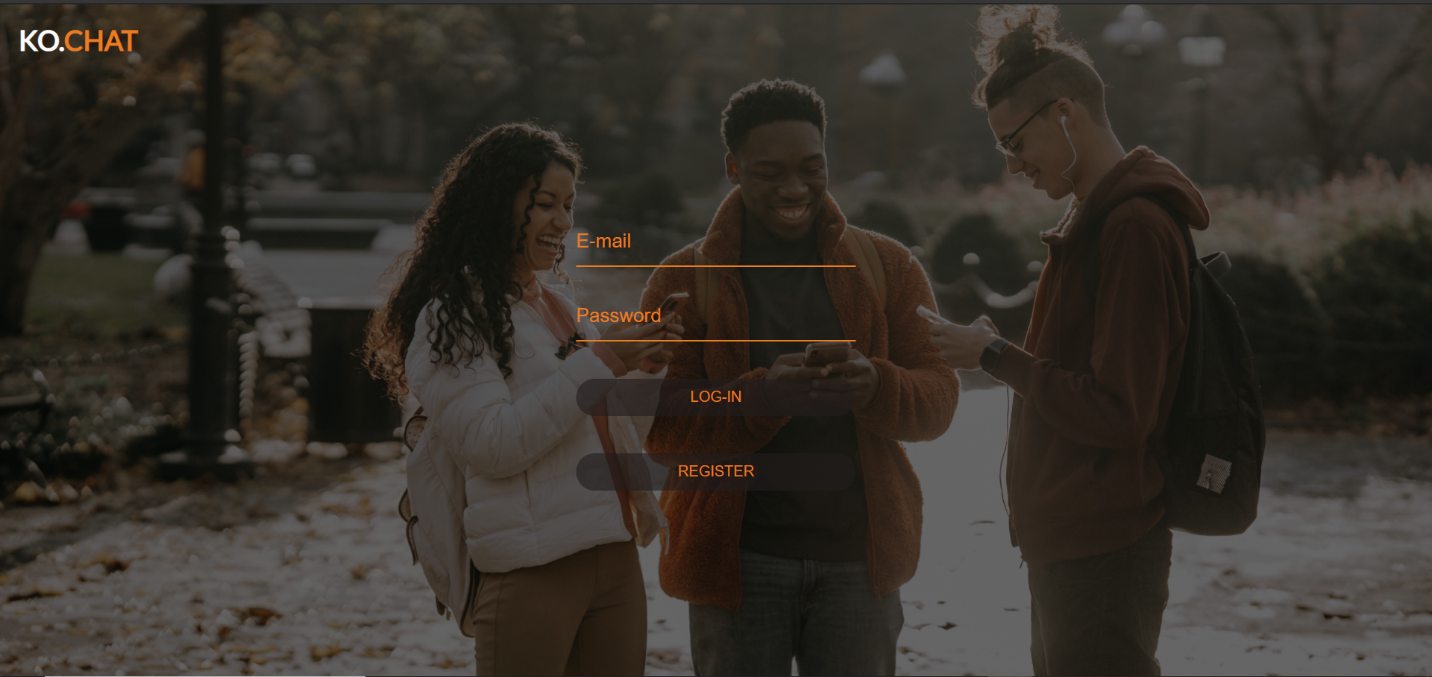 KO.CHAT
E-mail
Password
LOG-IN
REGISTER